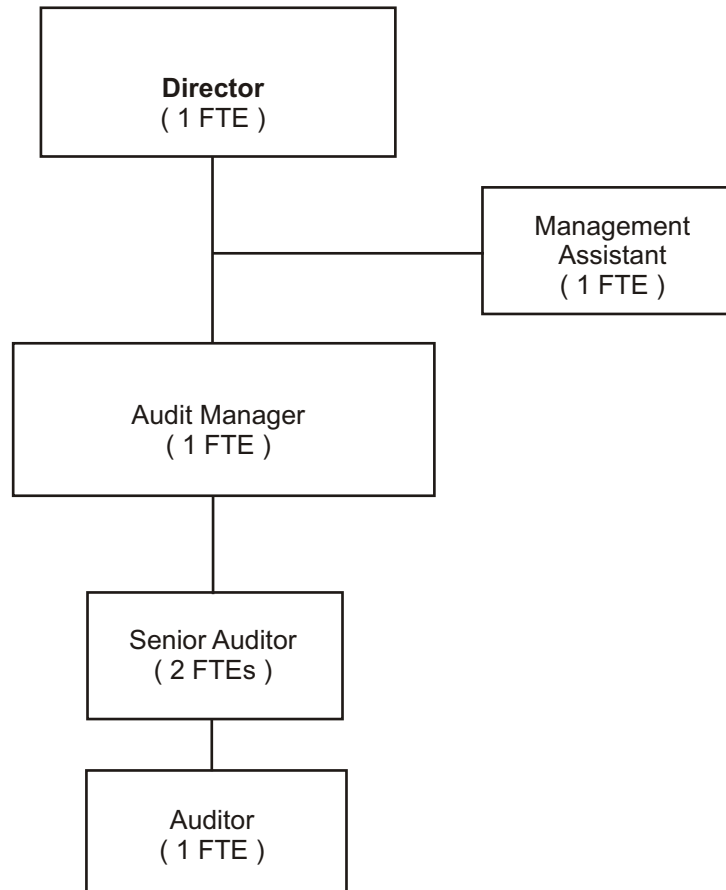 Director
( 1 FTE )
Management
Assistant
( 1 FTE )
Audit Manager
( 1 FTE )
Senior Auditor
( 2 FTEs )
Auditor
( 1 FTE )